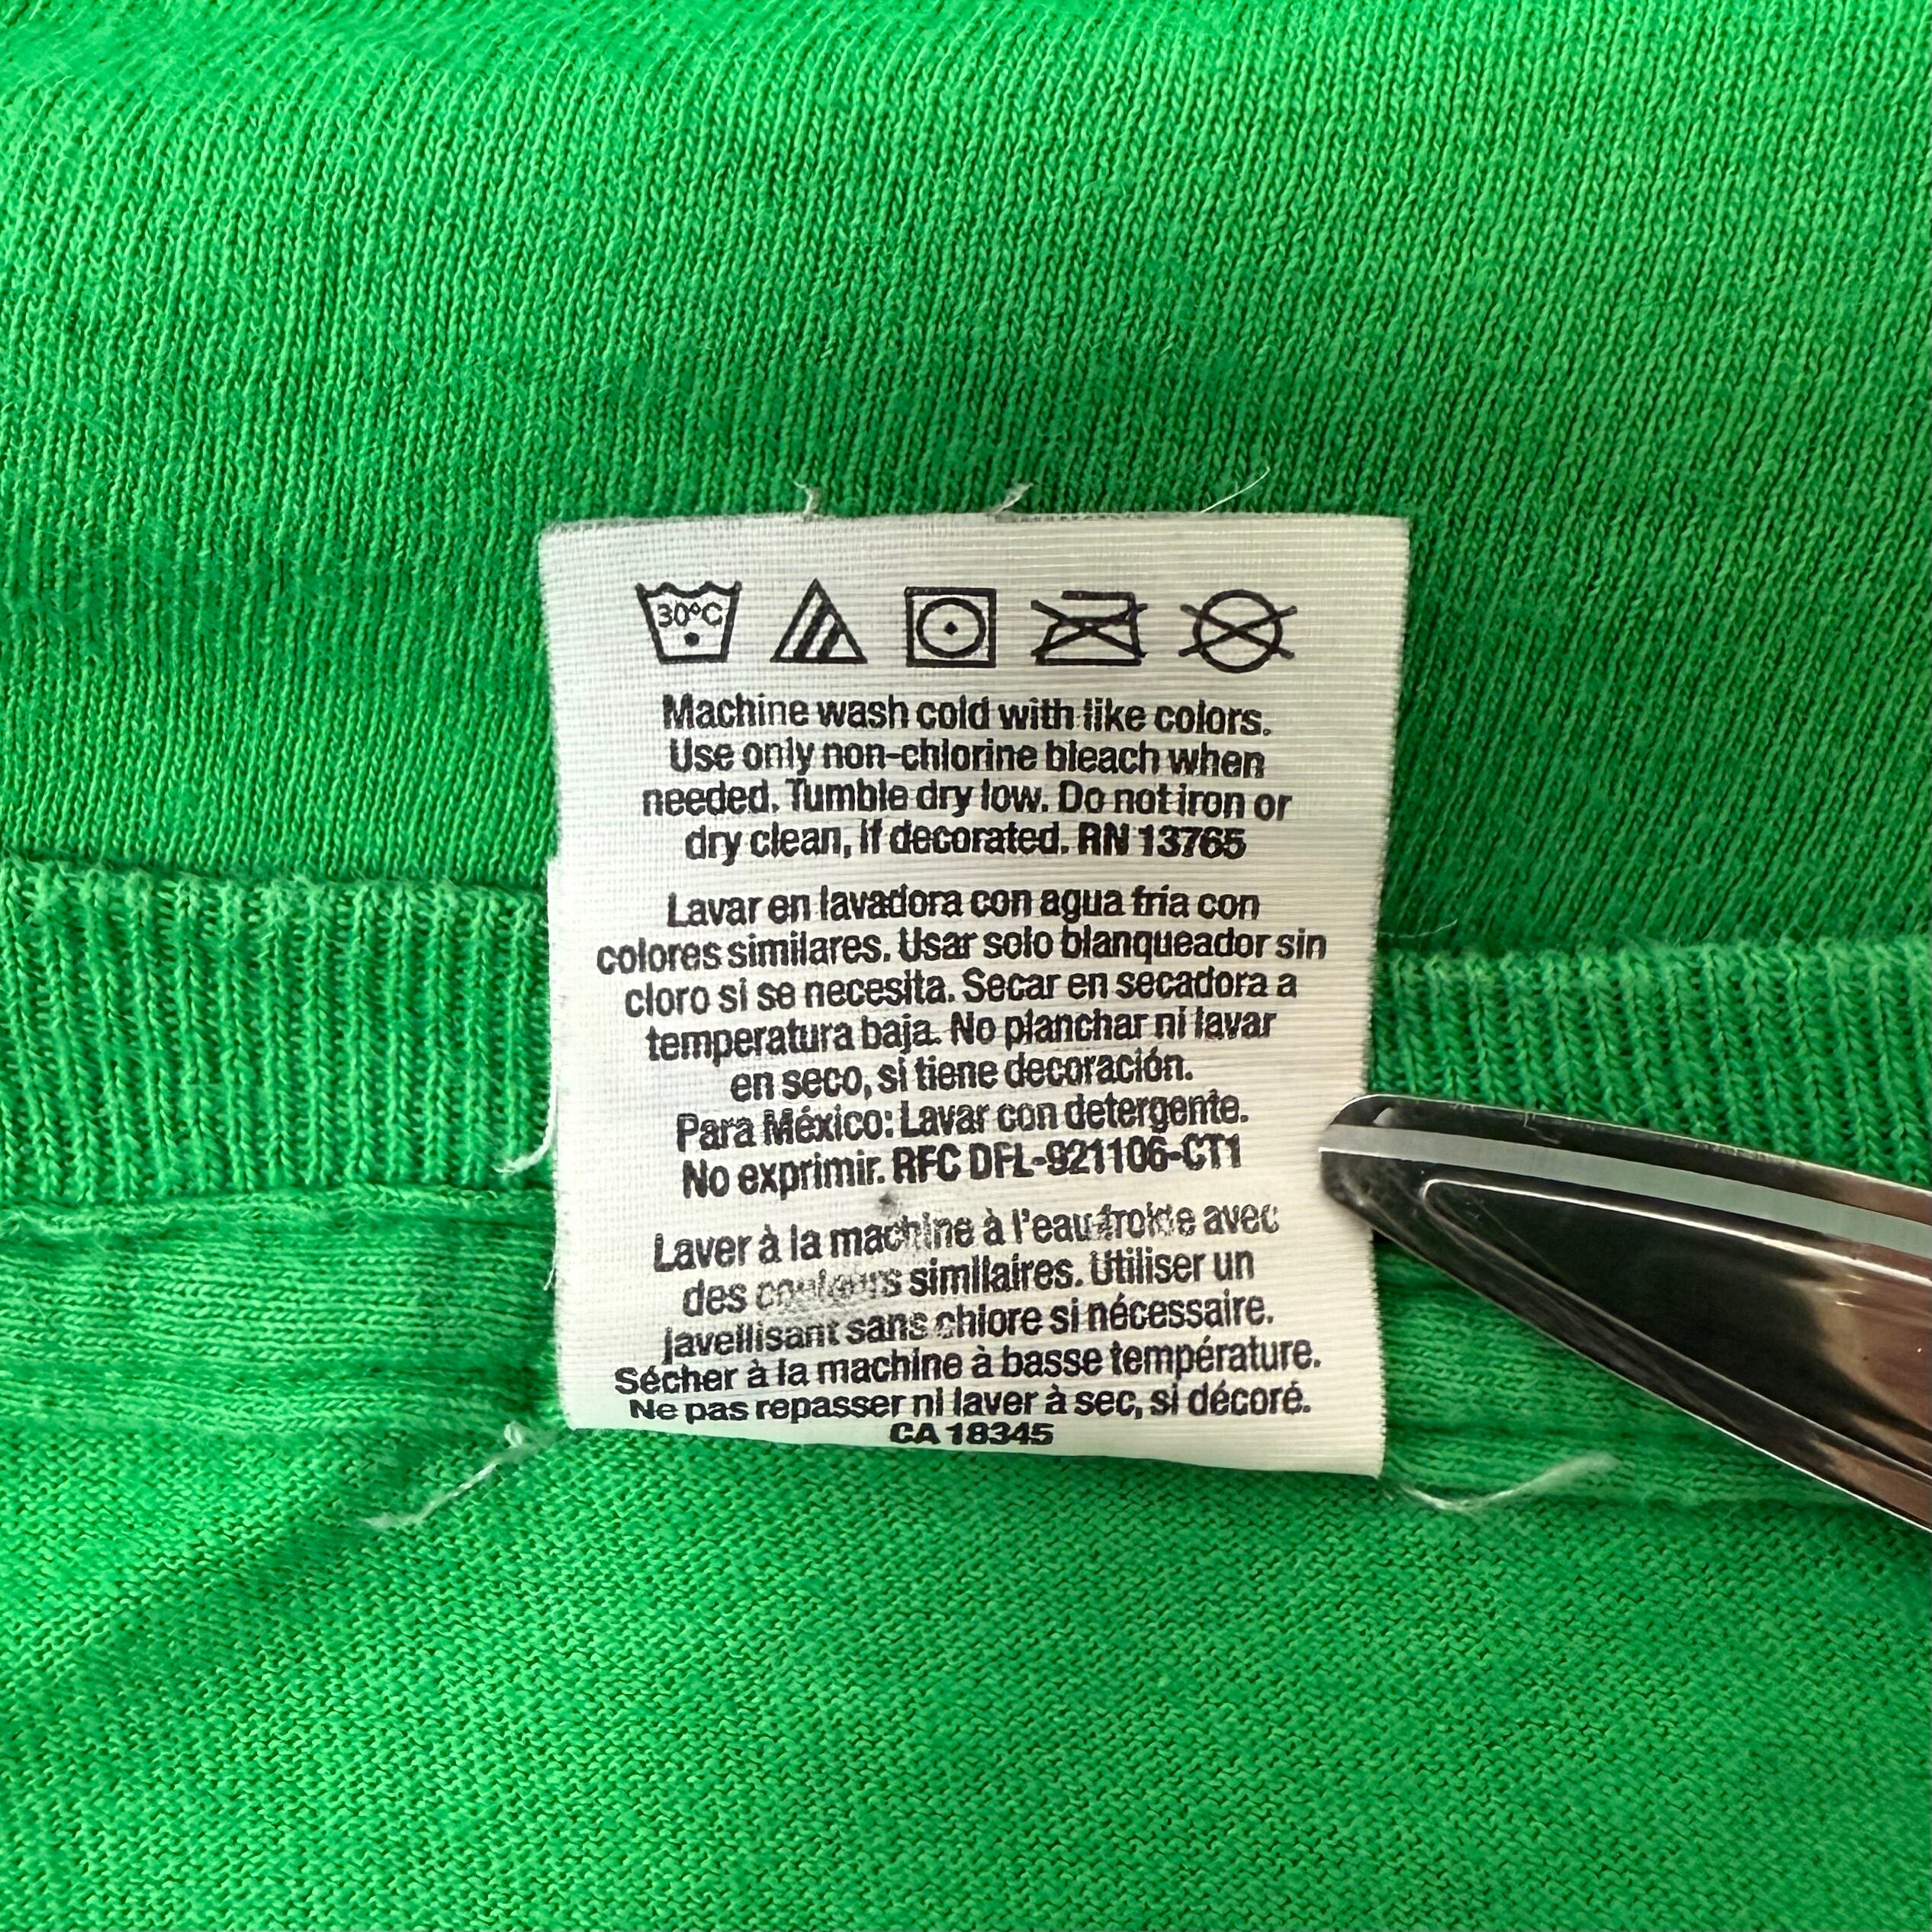 30°C
Machine wash cold with like colors.
Use only non-chlorine bleach when
needed. Tumble dry low. Do not iron or
dry clean, if decorated. RN 13765
Lavar en lavadora con agua fría con
colores similares. Usar solo blanqueador sin
cloro si se necesita. Secar en secadora a
temperatura baja. No planchar ni lavar
en seco, si tiene decoración.
Para México: Lavar con detergente.
No exprimir. RFC DFL-921106-CT1
Laver à la machine à l'eau froide avec
des couleurs similaires. Utiliser un
javellisant sans chlore si nécessaire.
Sécher à la machine à basse température.
Ne pas repasser ni laver à sec, si décoré.
CA 18345